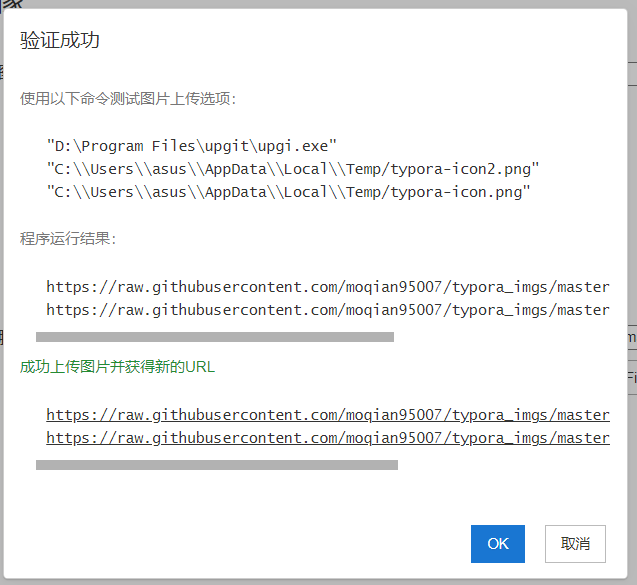 验证成功
使用以下命令测试图片上传选项:
"D:\Program Files\upgit\upgi.exe"
"C:\\Users\\asus\\AppData\\Local\\Temp/typora-icon2.png"
"C:\\Users\\asus\\AppData\\Local\\Temp/typora-icon.png"
程序运行结果:
https://raw.githubusercontent.com/moqian95007/typora_imgs/master
https://raw.githubusercontent.com/moqian95007/typora_imgs/master
成功上传图片并获得新的URL
https://raw.githubusercontent.com/moqian95007/typora_imgs/master
https://raw.githubusercontent.com/moqian95007/typora_imgs/master
OK 取消